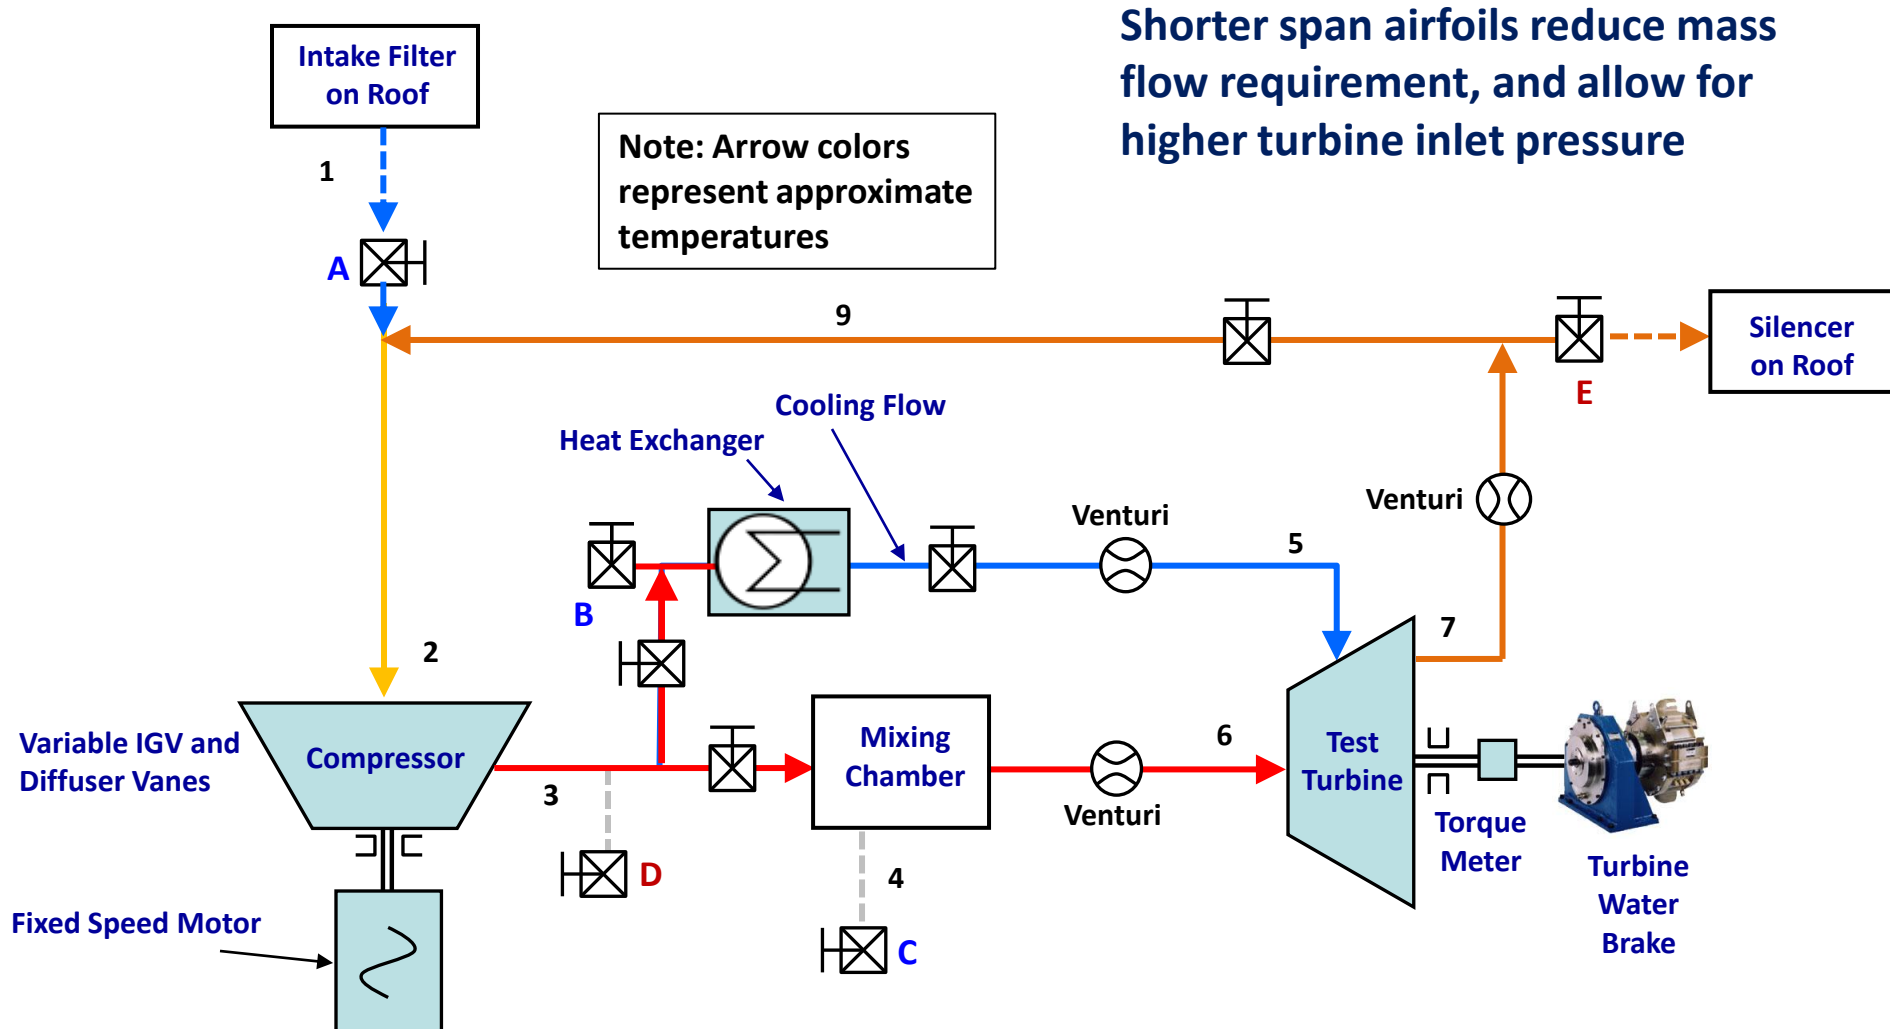 Shorter span airfoils reduce mass
flow requirement, and allow for
higher turbine inlet pressure
Intake Filter
on Roof
Note: Arrow colors
represent approximate
temperatures
1
A
9
Silencer
on Roof
E
Cooling Flow
Heat Exchanger
Venturi
Venturi
5
B
7
2
Variable IGV and
Diffuser Vanes
Compressor
3
Mixing
Chamber
6
Venturi
Test
Turbine
D
4
C
Torque
Meter
Turbine
Water
Brake
Fixed Speed Motor